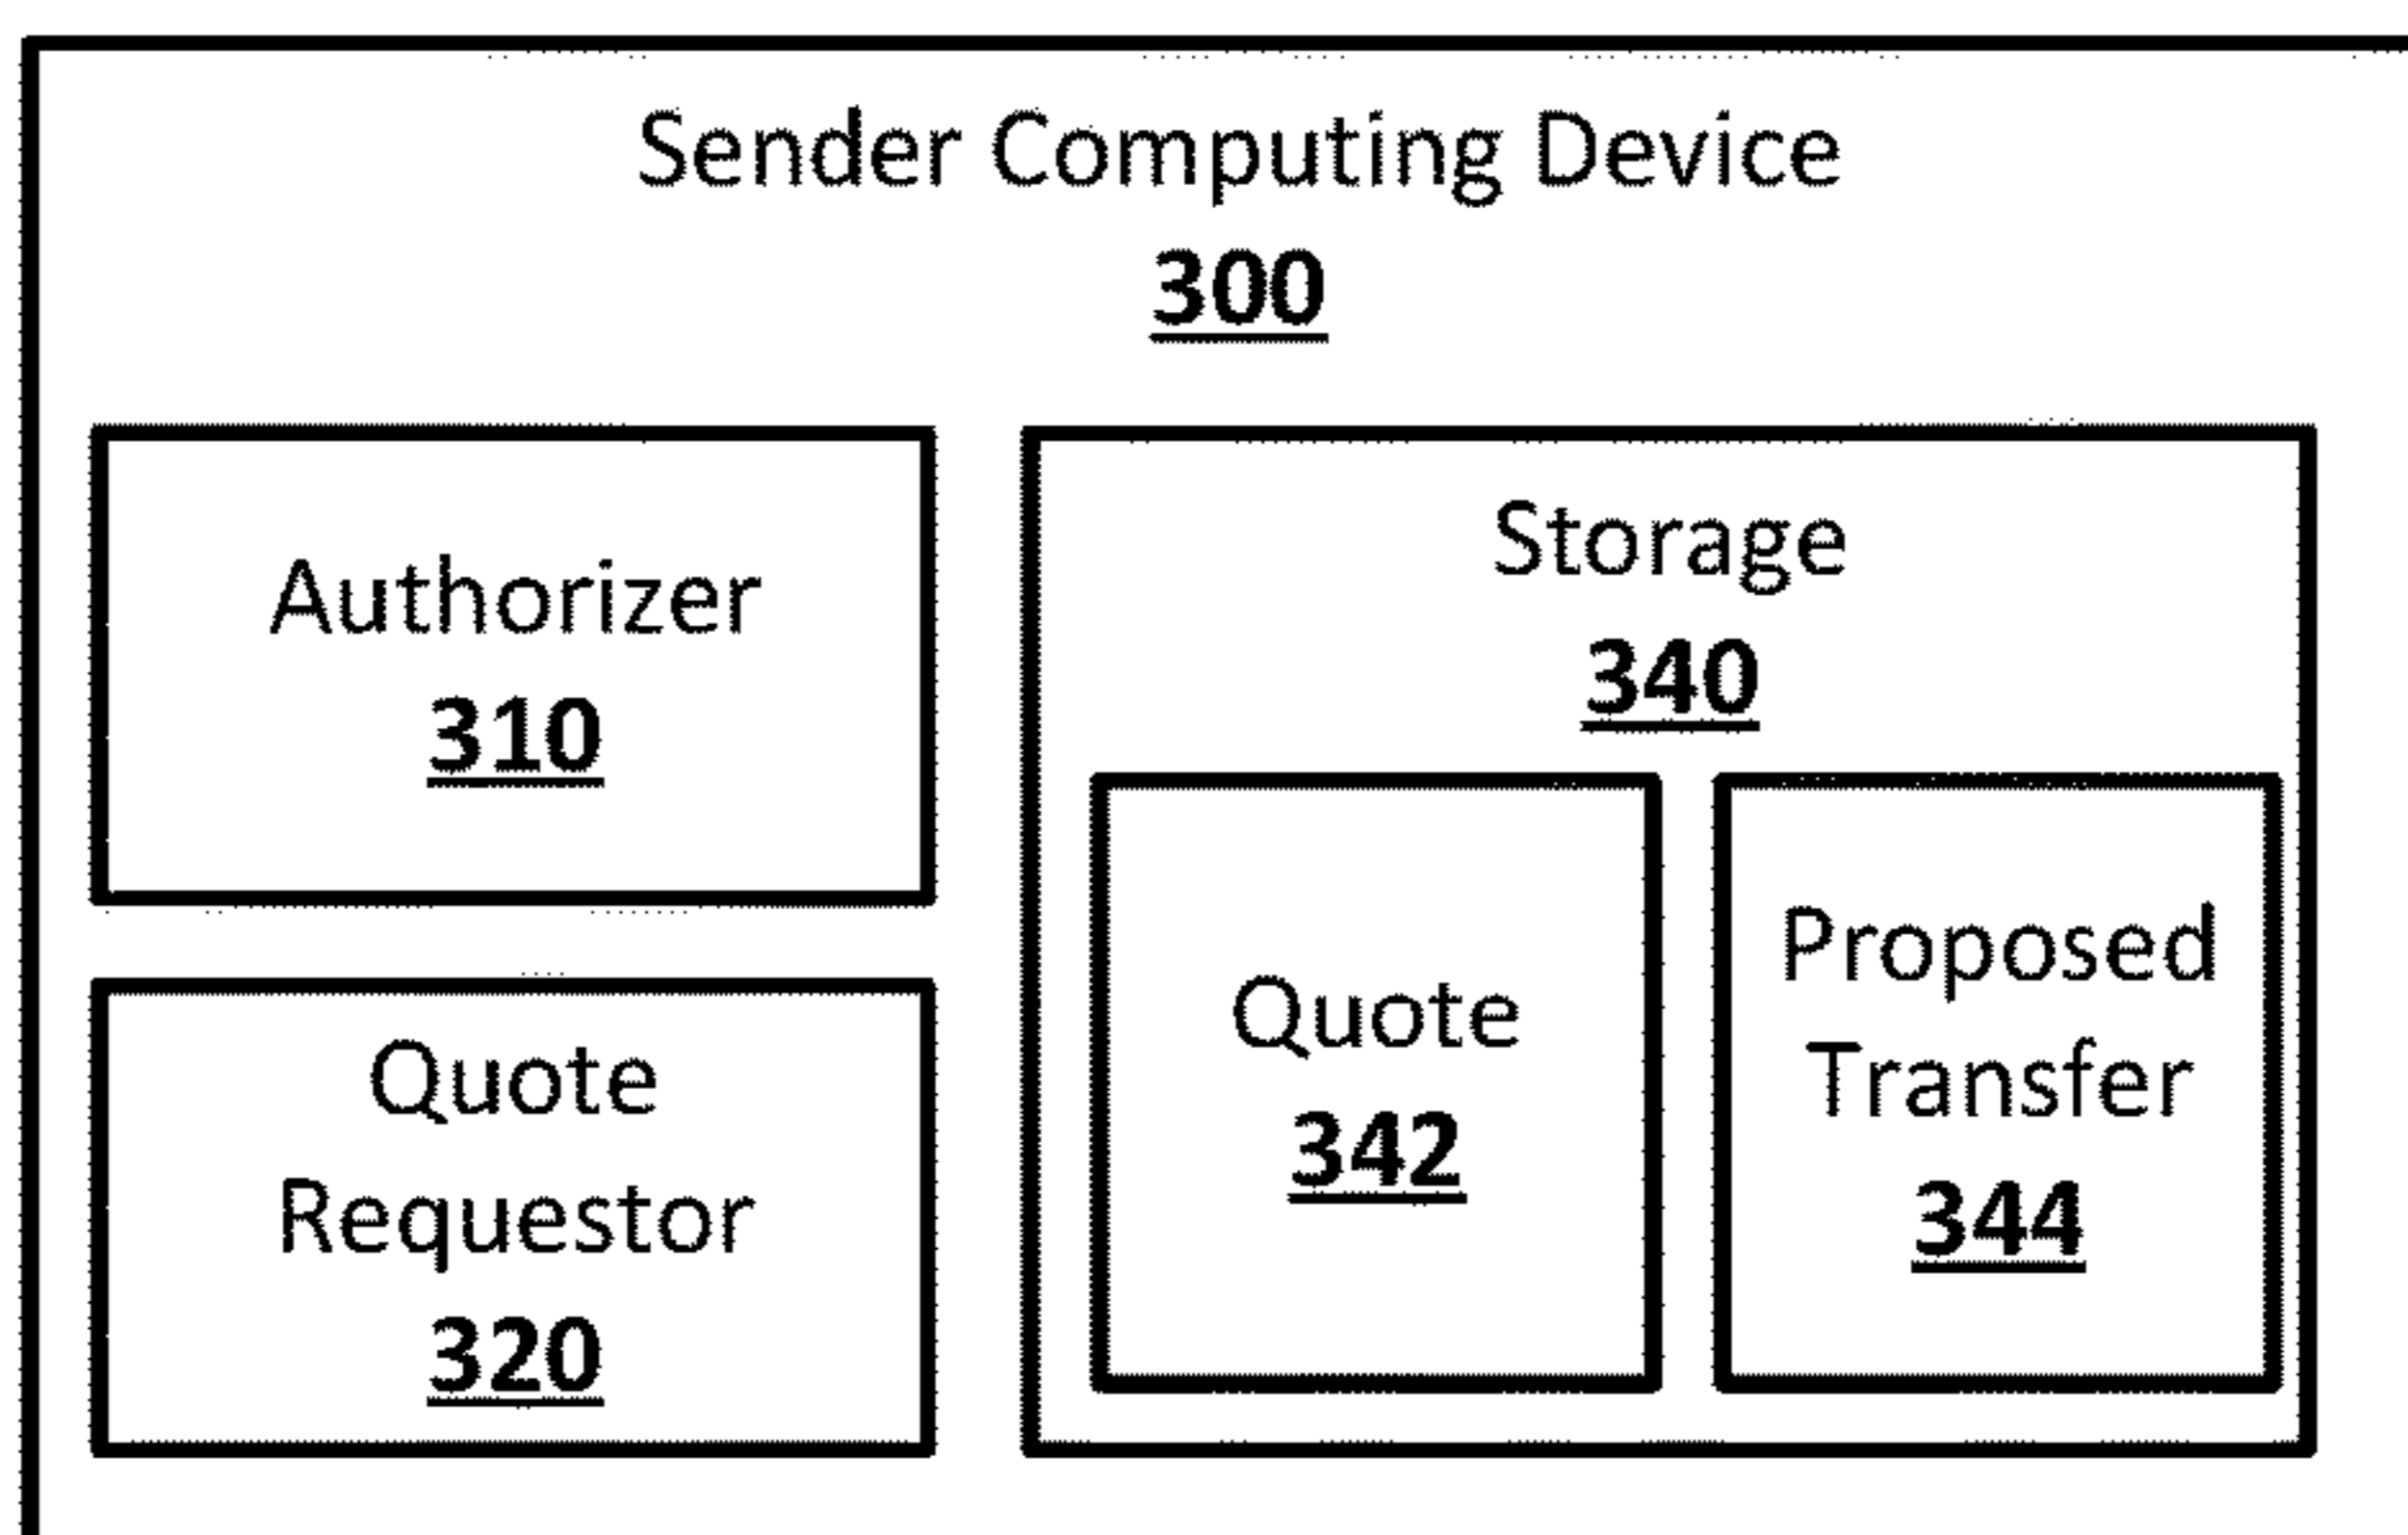 Sender Computing Device
300
Authorizer
310
Quote
Requestor
320
Storage
340
Quote
342
Proposed
Transfer
344